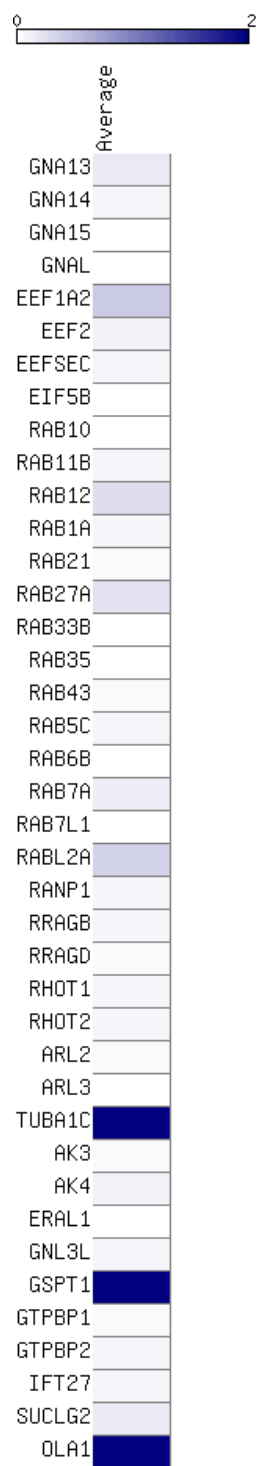 0 2
Average
GNA13
GNA14
GNA15
GNAL
EEF1A2
EEF2
EEFSEC
EIF5B
RAB10
RAB11B
RAB12
RAB1A
RAB21
RAB27A
RAB33B
RAB35
RAB43
RAB5C
RAB6B
RAB7A
RAB7L1
RABL2A
RANP1
RRAGB
RRAGD
RHOT1
RHOT2
ARL2
ARL3
TUBA1C
AK3
AK4
ERAL1
GNL3L
GSPT1
GTPBP1
GTPBP2
IFT27
SUCLG2
OLA1